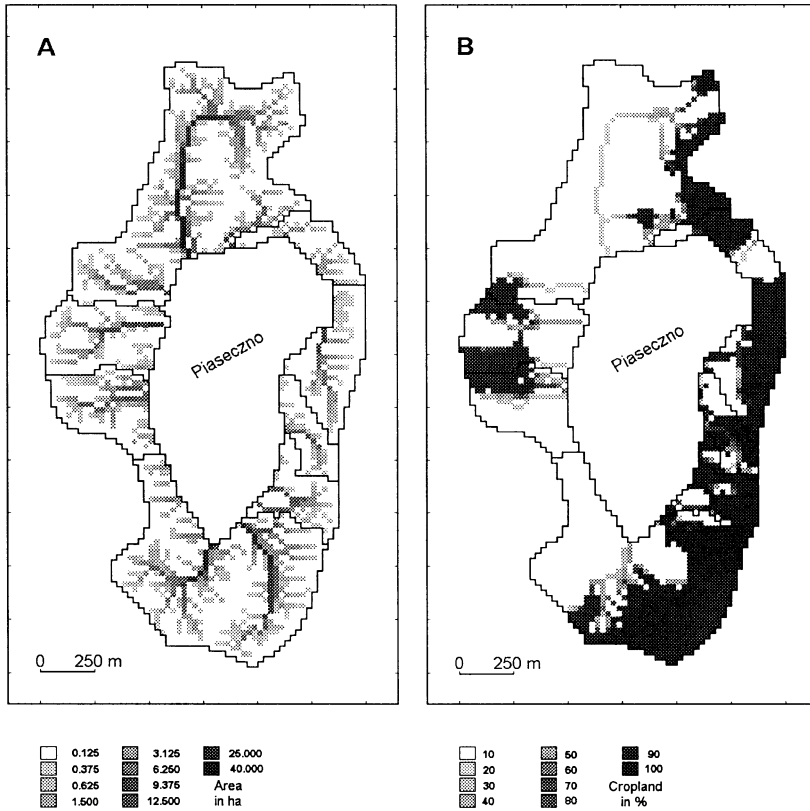 A
Piaseczno
0 250 m
B
Piaseczno
0 250 m
0.125 3.125 25.000
0.375 6.250 40.000
0.625 9.375 Area
1.500 12.500 in ha
10 50 90
20 60 100
30 70 Cropland
40 80 in %